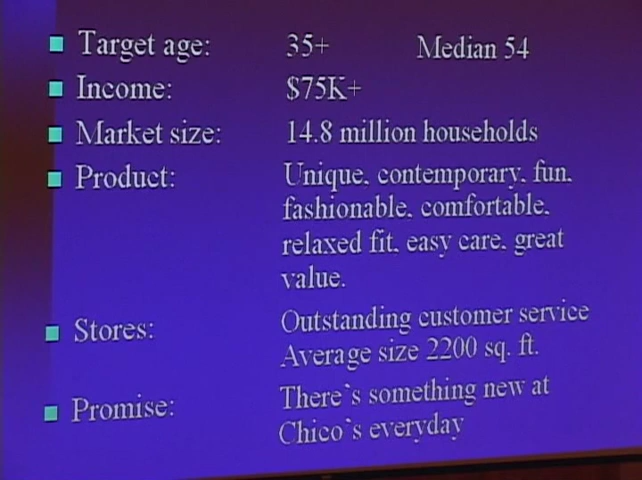 Target age: 35+ Median 54
Income: $75K+
Market size: 14.8 million households
Product: Unique, contemporary, fun,
fashionable, comfortable,
relaxed fit, easy care, great
value.
Stores: Outstanding customer service
Average size 2200 sq. ft.
Promise: There`s something new at
Chico`s everyday